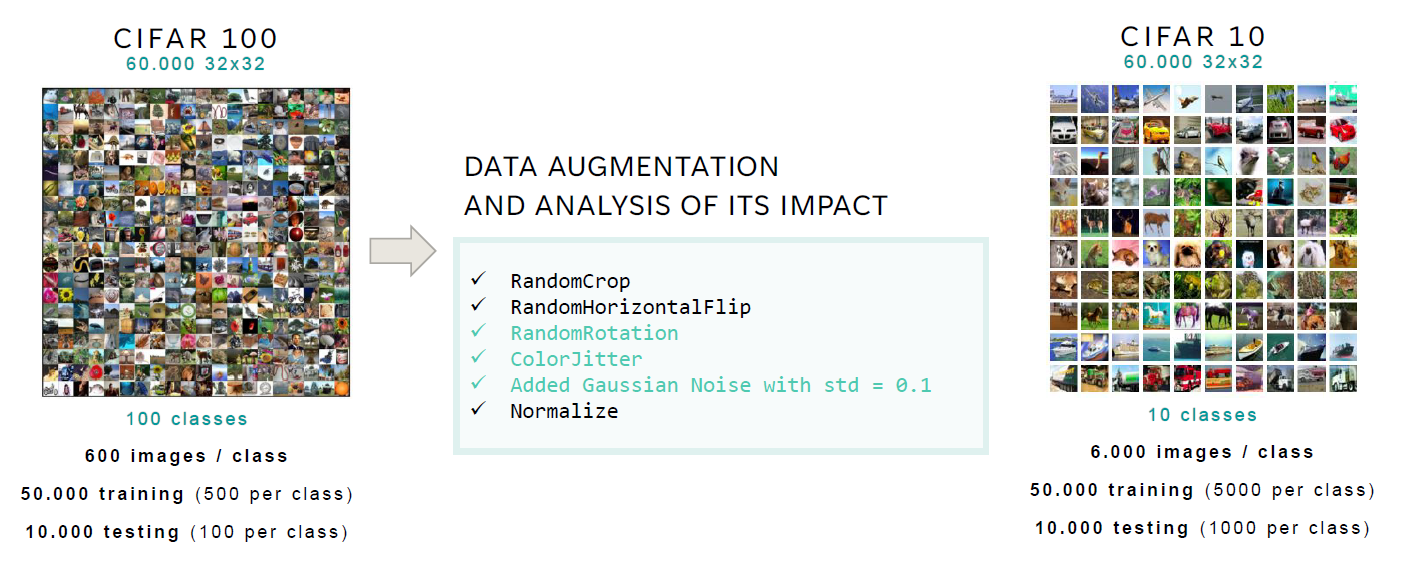 CIFAR 100
60.000 32x32
100 classes
600 images / class
50.000 training (500 per class)
10.000 testing (100 per class)
DATA AUGMENTATION
AND ANALYSIS OF ITS IMPACT
✓ RandomCrop
✓ RandomHorizontalFlip
✓ RandomRotation
✓ ColorJitter
✓ Added Gaussian Noise with std = 0.1
✓ Normalize
CIFAR 10
60.000 32x32
10 classes
6.000 images / class
50.000 training (5000 per class)
10.000 testing (1000 per class)